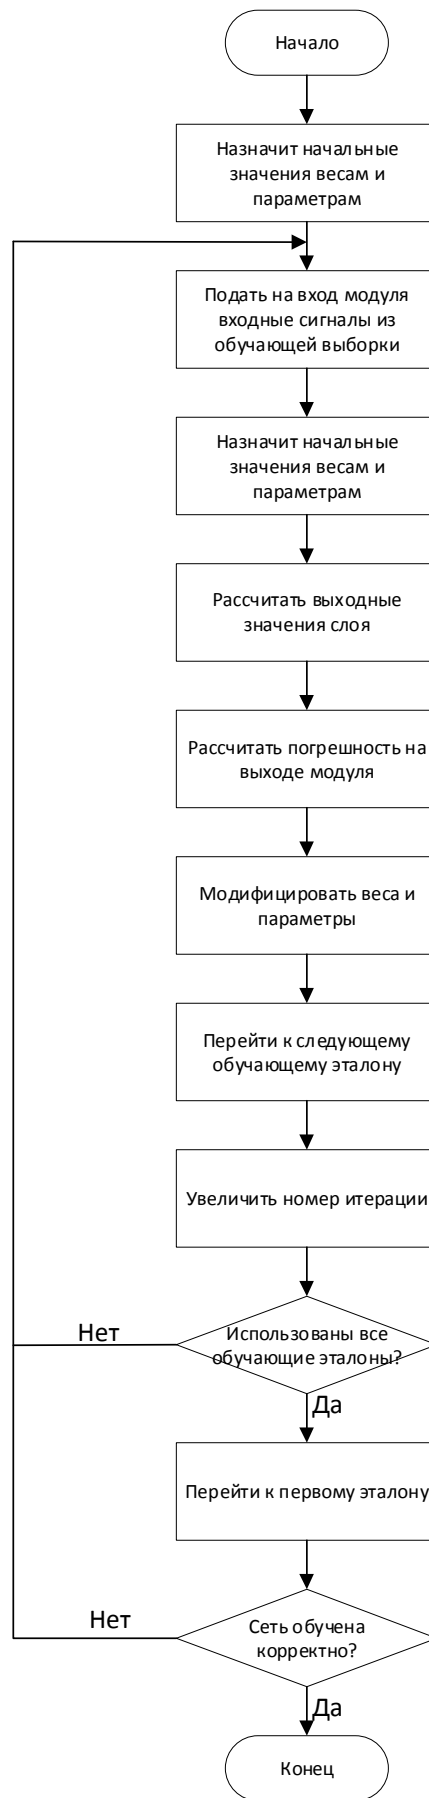 Начало
Назначит начальные
значения весам и
параметрам
Подать на вход модуля
входные сигналы из
обучающей выборки
Назначит начальные
значения весам и
параметрам
Рассчитать выходные
значения слоя
Рассчитать погрешность на
выходе модуля
Модифицировать веса и
параметры
Перейти к следующему
обучающему эталону
Увеличить номер итерации
Использованы все
обучающие эталоны?
Нет
Да
Перейти к первому эталону
Сеть обучена
корректно?
Нет
Да
Конец